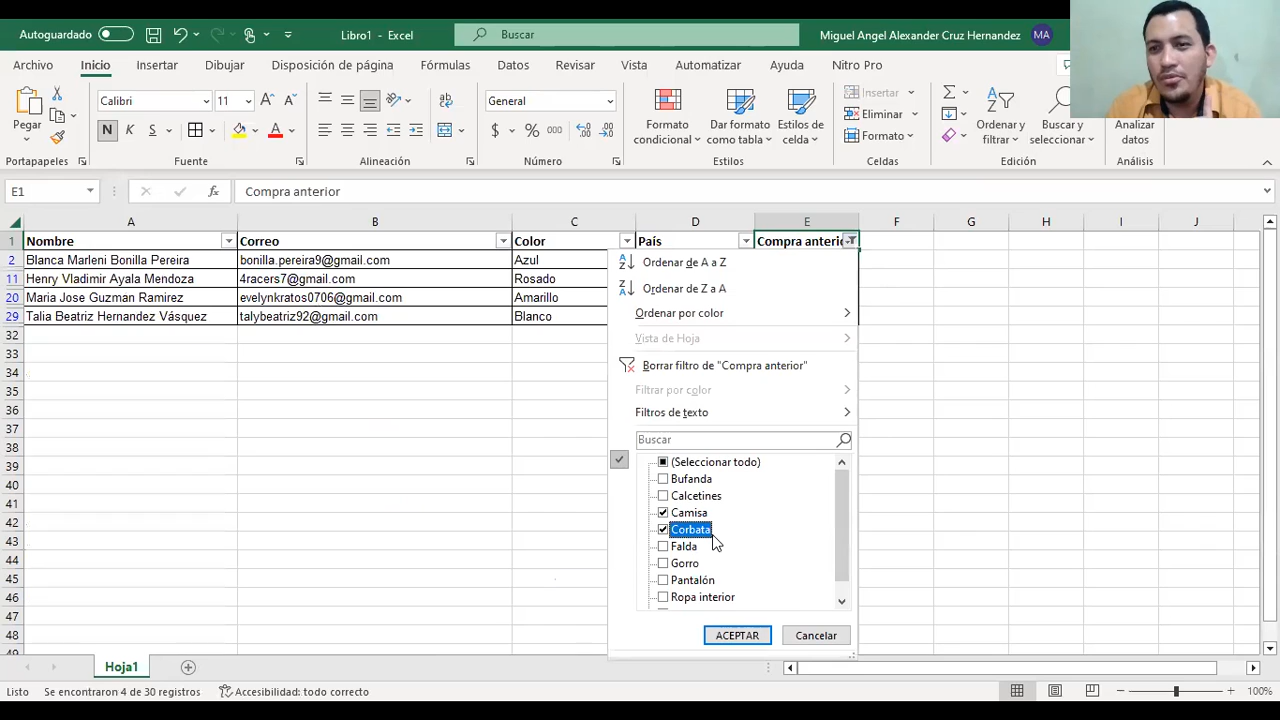 Autoguardado
Libro1 - Excel
Buscar
Miguel Angel Alexander Cruz Hernandez
MA
Archivo
Inicio
Insertar
Dibujar
Disposición de página
Fórmulas
Datos
Revisar
Vista
Automatizar
Ayuda
Nitro Pro
Pegar
Calibri
11
N
K
S
General
$
%
000
Formato
condicional
Dar formato
como tabla
Estilos de
celda
Insertar
Eliminar
Formato
Ordenar y
filtrar
Buscar y
seleccionar
Analizar
datos
Portapapeles
Fuente
Alineación
Número
Estilos
Celdas
Edición
Análisis
E1
fx
Compra anterior
A B C D E F G H I J
1 Nombre Correo Color País Compra anterio
2 Blanca Marleni Bonilla Pereira bonilla.pereira9@gmail.com Azul
11 Henry Vladimir Ayala Mendoza 4racers7@gmail.com Rosado
20 Maria Jose Guzman Ramirez evelynkratos0706@gmail.com Amarillo
29 Talia Beatriz Hernandez Vásquez talybeatriz92@gmail.com Blanco
32
33
34
35
36
37
38
39
40
41
42
43
44
45
46
47
48
49
Ordenar de A a Z
Ordenar de Z a A
Ordenar por color
Vista de Hoja
Borrar filtro de "Compra anterior"
Filtrar por color
Filtros de texto
Buscar
(Seleccionar todo)
Bufanda
Calcetines
Camisa
Corbata
Falda
Gorro
Pantalón
Ropa interior
ACEPTAR
Cancelar
Hoja1
Listo
Se encontraron 4 de 30 registros
Accesibilidad: todo correcto
100%